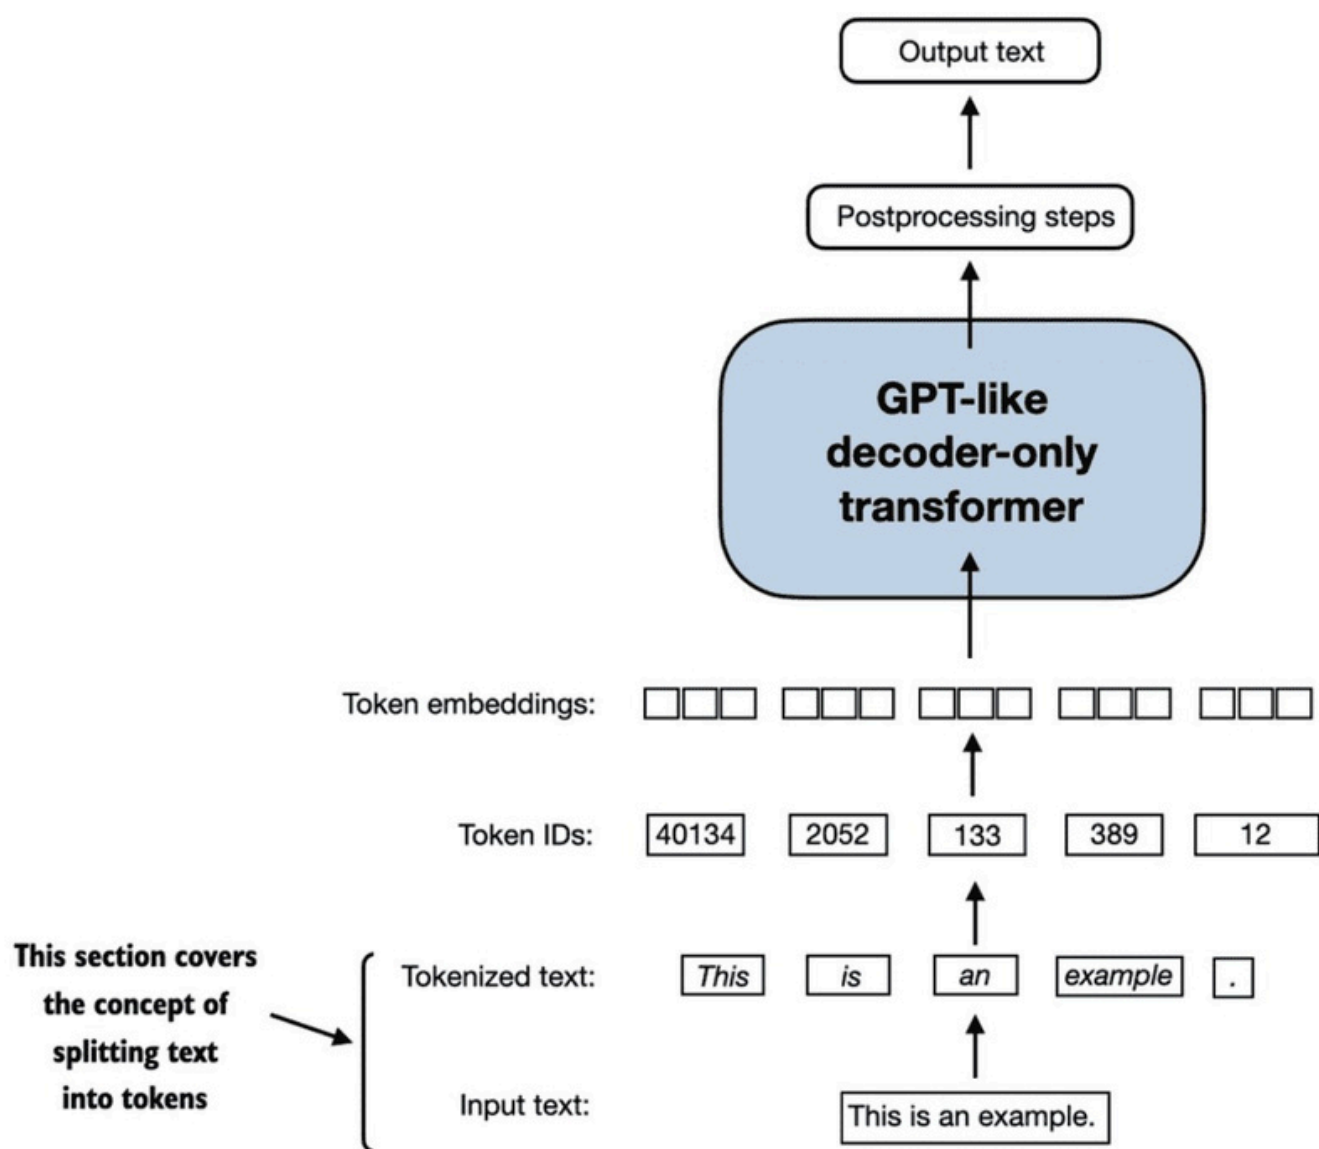 Output text
Postprocessing steps
GPT-like
decoder-only
transformer
Token embeddings:
Token IDs: 40134 2052 133 389 12
This section covers
the concept of
splitting text
into tokens
Tokenized text: This is an example .
Input text: This is an example.